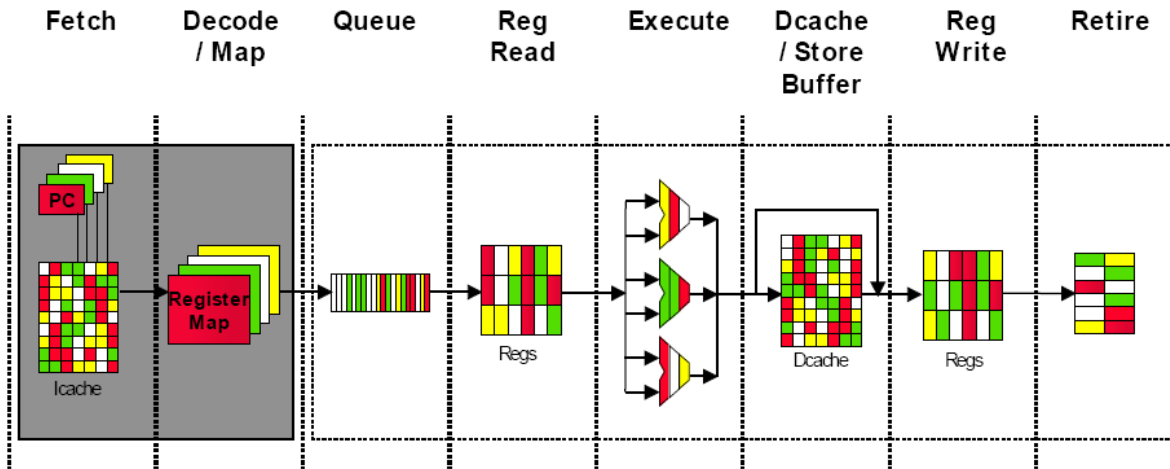 Fetch
Decode
/ Map
Queue
Reg
Read
Execute
Dcache
/ Store
Buffer
Reg
Write
Retire
PC
Register
Map
Icache
Regs
Dcache
Regs